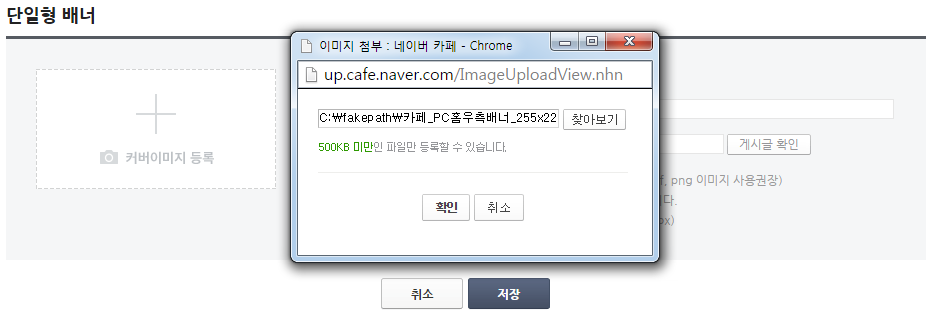 단일형 배너
이미지 첨부 : 네이버 카페 - Chrome
up.cafe.naver.com/ImageUploadView.nhn
C:₩fakepath₩카페_PC홈우측배너_255x22
찾아보기
500KB 미만인 파일만 등록할 수 있습니다.
확인
취소
커버이미지 등록
게시글 확인
png 이미지 사용권장)
취소
저장